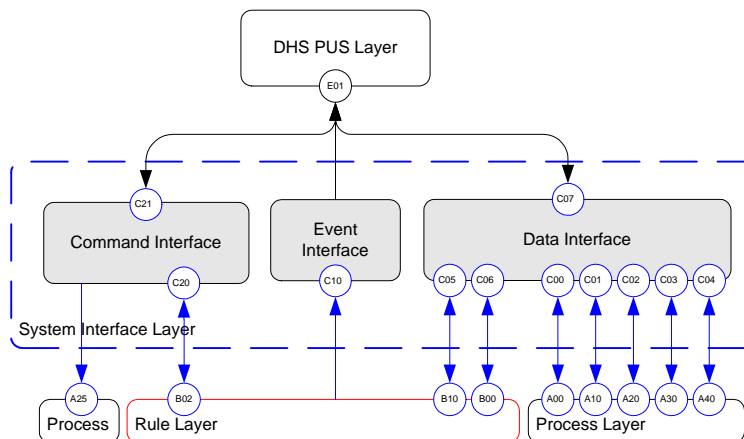 DHS PUS Layer
E01
C21
C07
Command Interface
Event
Interface
Data Interface
C20
C10
C05
C06
C00
C01
C02
C03
C04
System Interface Layer
A25
B02
B10
B00
A00
A10
A20
A30
A40
Process
Rule Layer
Process Layer